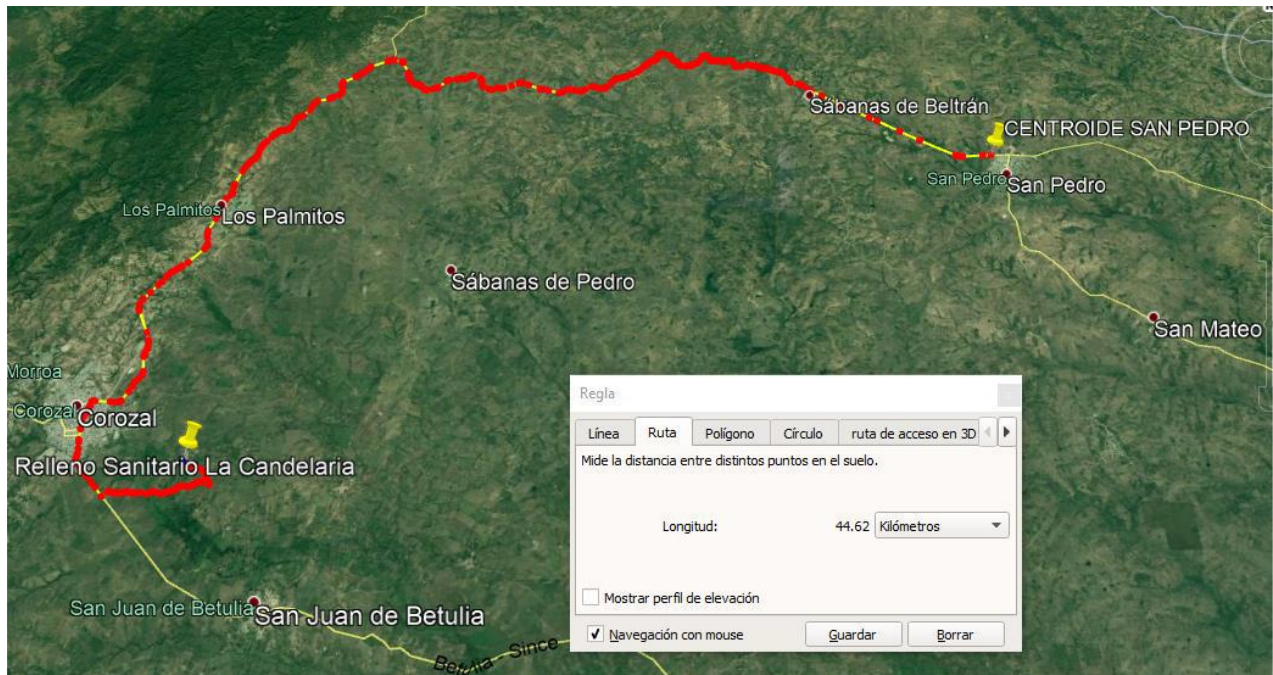 Sábanas de Beltrán
CENTROIDE SAN PEDRO
San Pedro
San Pedro
Los Palmitos
Los Palmitos
Sábanas de Pedro
San Mateo
Morroa
Corozal
Corozal
Relleno Sanitario La Candelaria
San Juan de Betulia
San Juan de Betulia
Betulia - Since
Regla
Línea Ruta Polígono Círculo ruta de acceso en 3D
Mide la distancia entre distintos puntos en el suelo.
Longitud: 44.62 Kilómetros
Mostrar perfil de elevación
Navegación con mouse Guardar Borrar